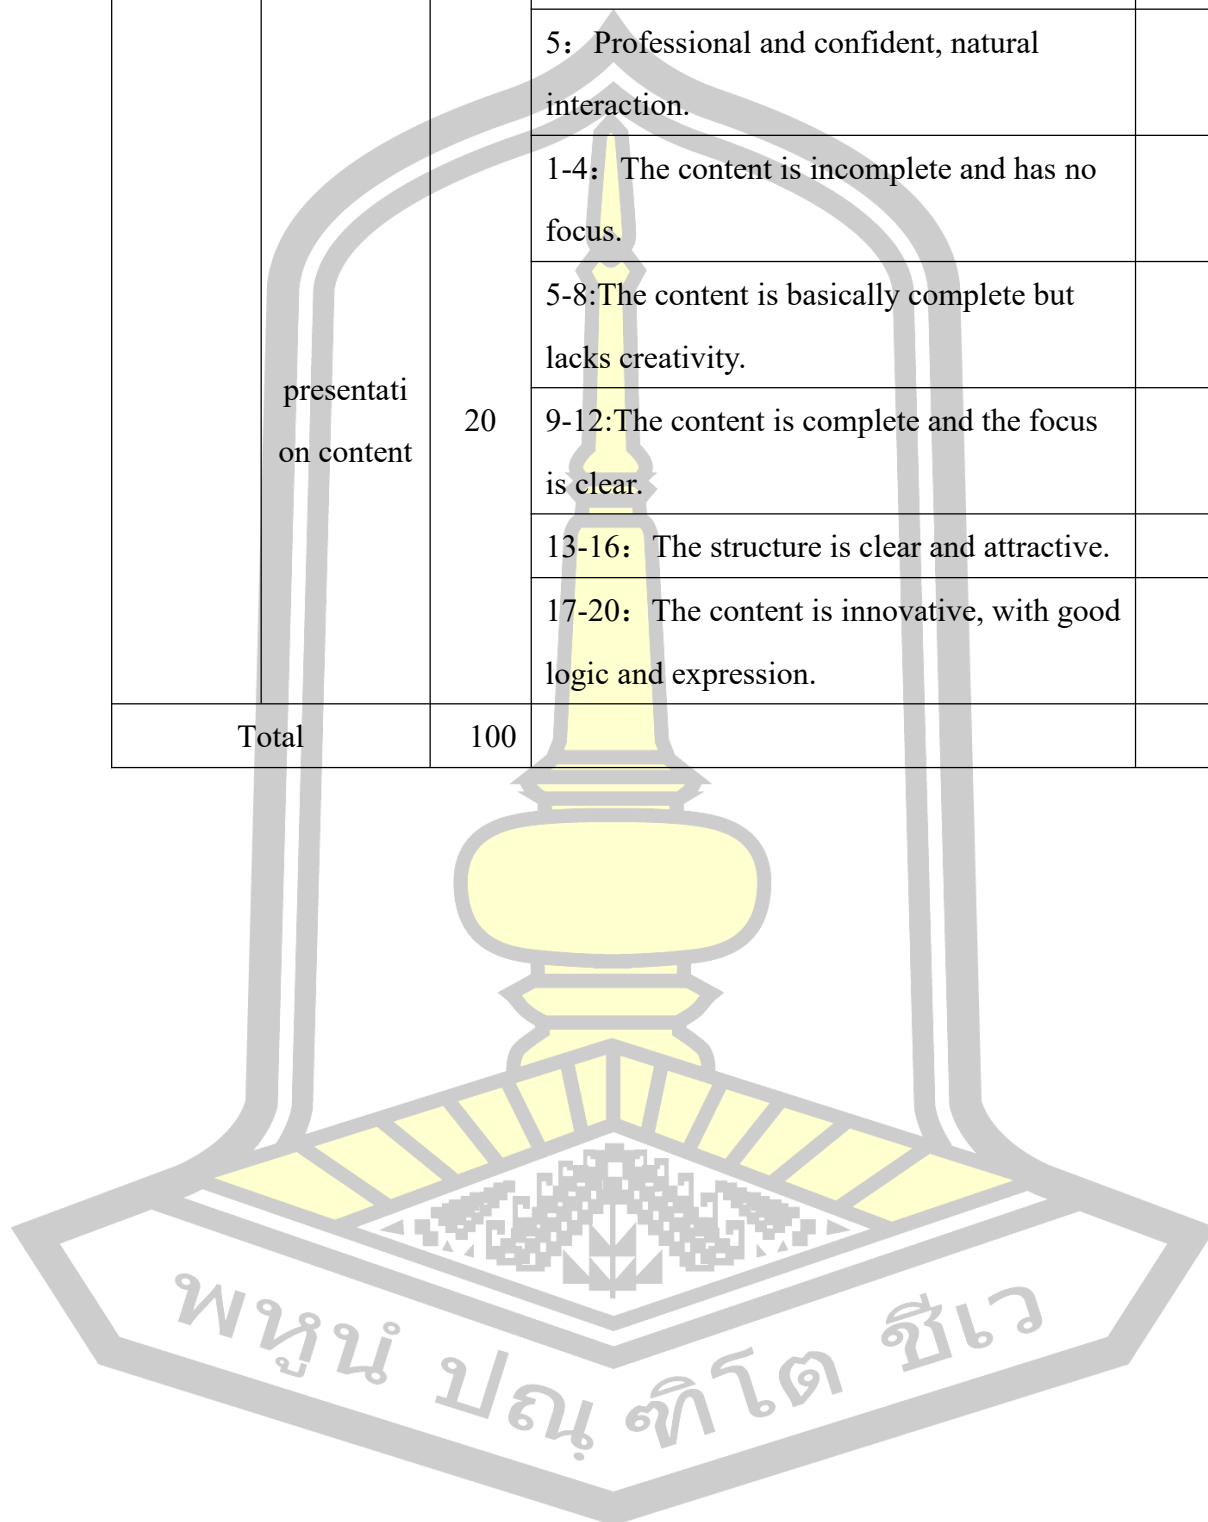 5：Professional and confident, natural
interaction.
1-4：The content is incomplete and has no
focus.
5-8:The content is basically complete but
lacks creativity.
presentati
on content
20
9-12:The content is complete and the focus
is clear.
13-16：The structure is clear and attractive.
17-20：The content is innovative, with good
logic and expression.
Total 100
พหูนํ ปณฺฑิโต ชีเว